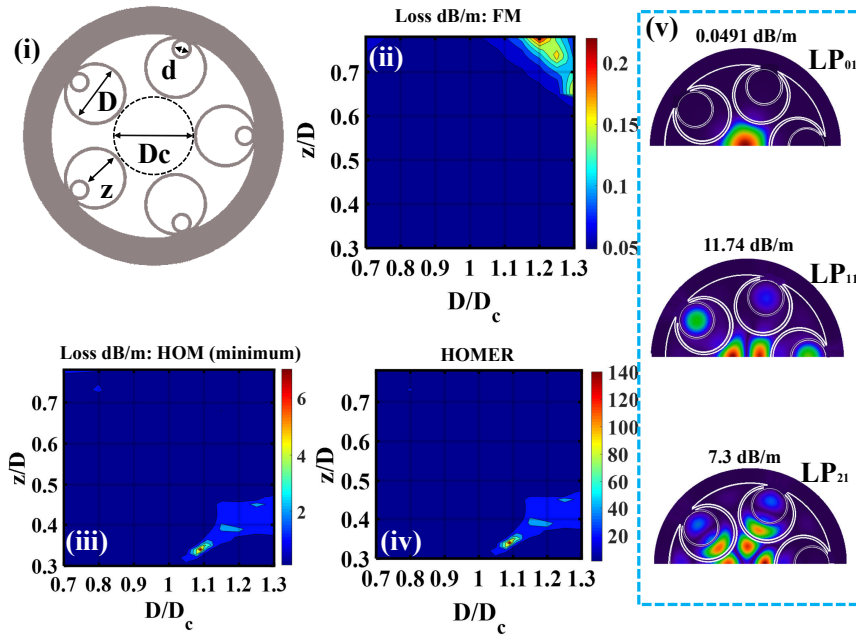 (i)
d
D
Dc
z
Loss dB/m: FM
(ii)
z/D
0.7
0.6
0.5
0.4
0.3
0.7 0.8 0.9 1 1.1 1.2 1.3
D/Dc
0.2
0.15
0.1
0.05
(v)
0.0491 dB/m
LP01
11.74 dB/m
LP11
7.3 dB/m
LP21
Loss dB/m: HOM (minimum)
(iii)
z/D
0.7
0.6
0.5
0.4
0.3
0.7 0.8 0.9 1 1.1 1.2 1.3
D/Dc
6
4
2
HOMER
(iv)
z/D
0.7
0.6
0.5
0.4
0.3
0.7 0.8 0.9 1 1.1 1.2 1.3
D/Dc
140
120
100
80
60
40
20